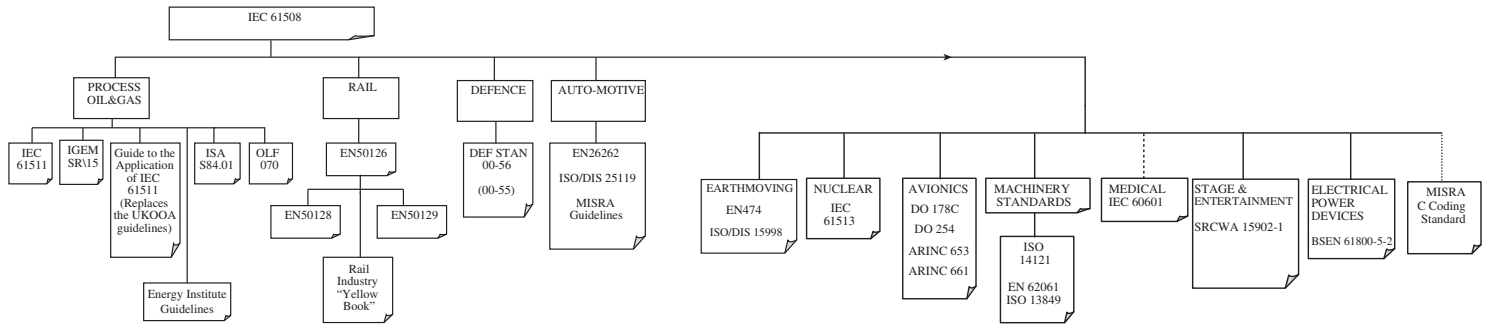 IEC 61508
PROCESS
OIL&GAS
RAIL
DEFENCE
AUTO-MOTIVE
IEC
61511
IGEM
SR\15
Guide to the
Application
of IEC
61511
(Replaces
the UKOOA
guidelines)
ISA
S84.01
OLF
070
Energy Institute
Guidelines
EN50126
EN50128
EN50129
Rail
Industry
“Yellow
Book”
DEF STAN
00-56
(00-55)
EN26262
ISO/DIS 25119
MISRA
Guidelines
EARTHMOVING
EN474
ISO/DIS 15998
NUCLEAR
IEC
61513
AVIONICS
DO 178C
DO 254
ARINC 653
ARINC 661
MACHINERY
STANDARDS
ISO
14121
EN 62061
ISO 13849
MEDICAL
IEC 60601
STAGE &
ENTERTAINMENT
SRCWA 15902-1
ELECTRICAL
POWER
DEVICES
BSEN 61800-5-2
MISRA
C Coding
Standard